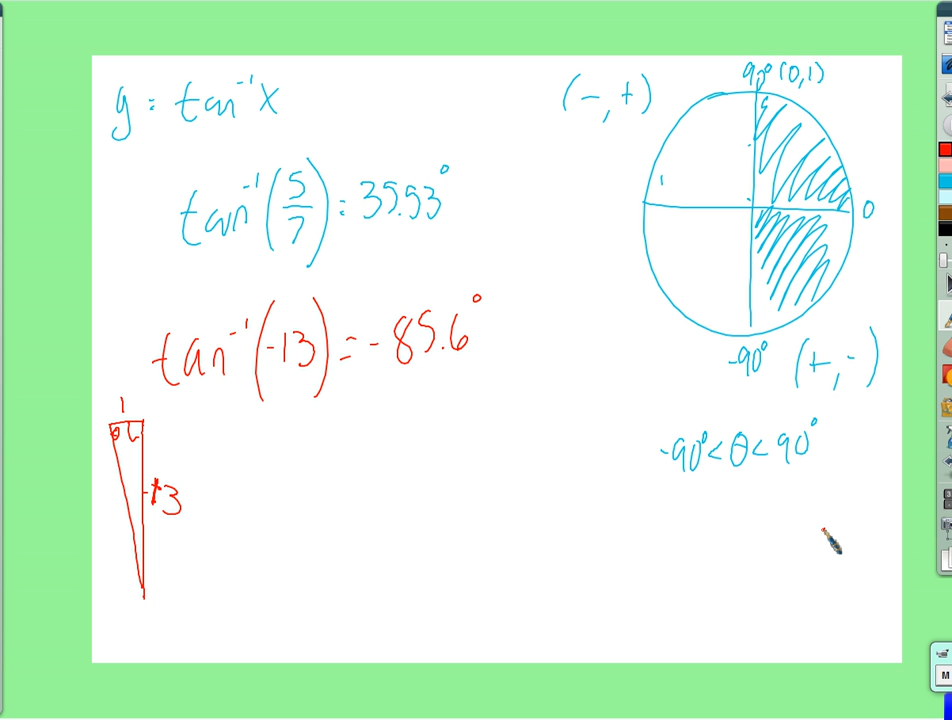 y = tan⁻¹ x
(-, +)
90° (0,1)
tan⁻¹(5/7) = 35.53°
0
tan⁻¹(-13) = -85.6°
-90° (+, -)
1
θ
-13
-90° < θ < 90°
M